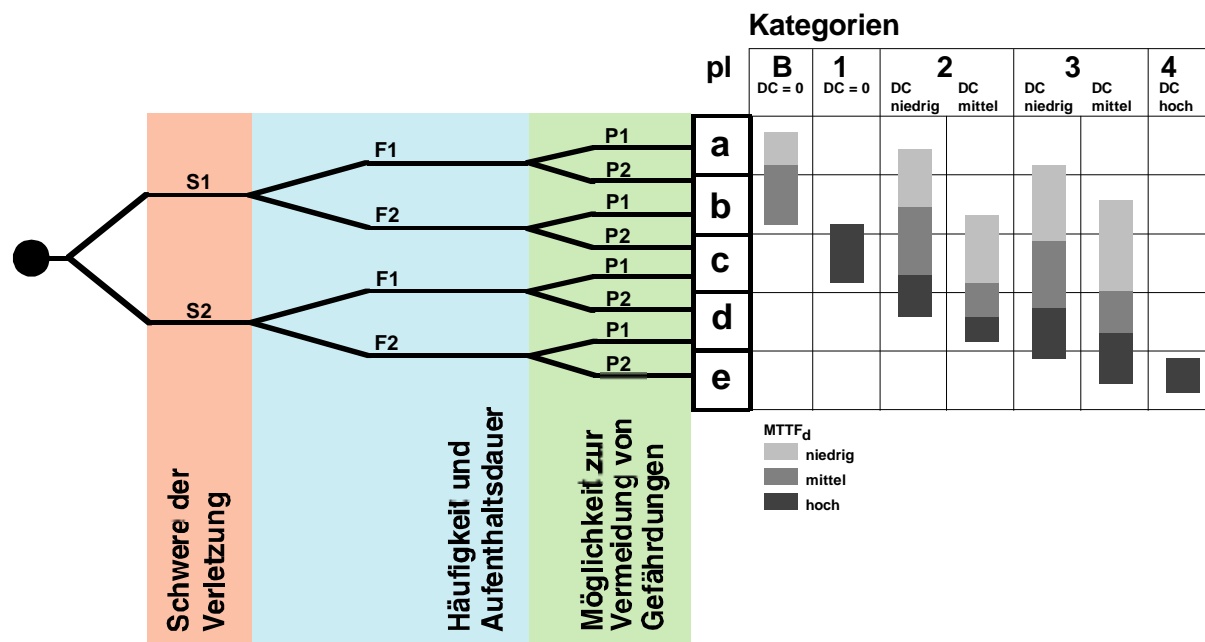 Kategorien
pl
B
1
2
3
4
DC = 0
DC = 0
DC
niedrig
DC
mittel
DC
niedrig
DC
mittel
DC
hoch
S1
S2
F1
F2
F1
F2
P1
P2
P1
P2
P1
P2
P1
P2
a
b
c
d
e
MTTFd
niedrig
mittel
hoch
Schwere der
Verletzung
Häufigkeit und
Aufenthaltsdauer
Möglichkeit zur
Vermeidung von
Gefährdungen